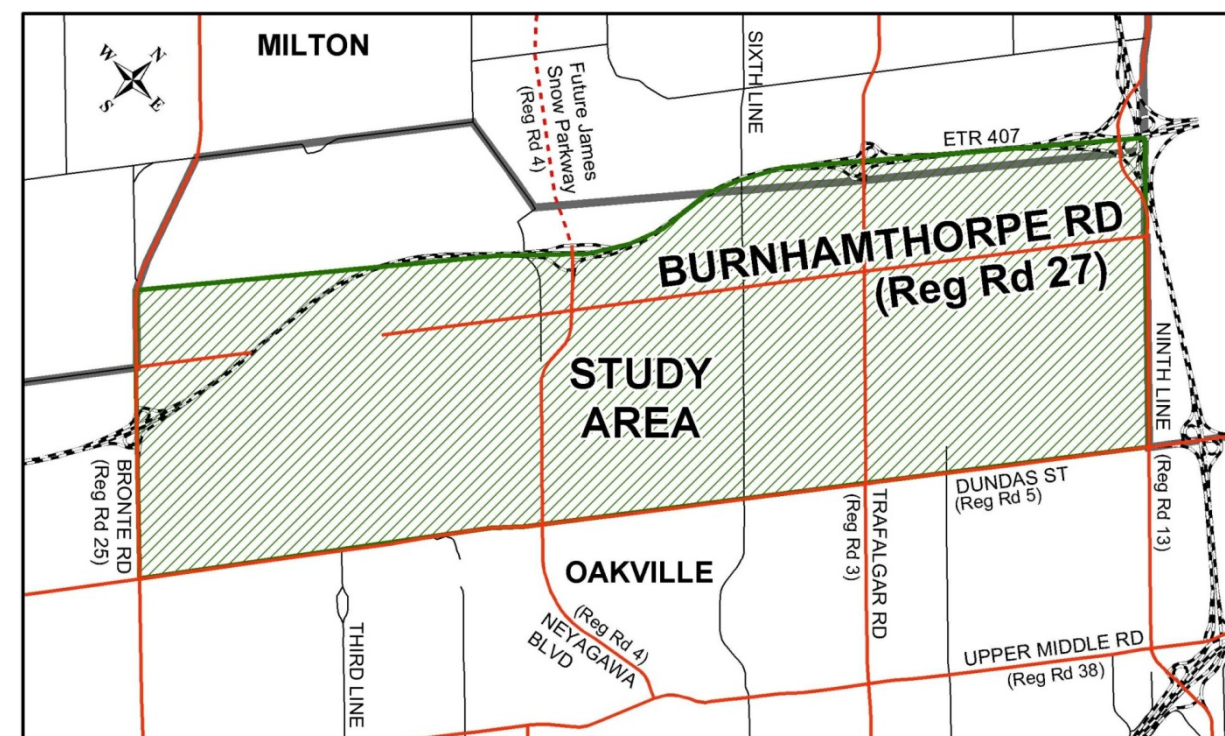 MILTON
W N
S E
Future James
Snow Parkway
(Reg Rd 4)
SIXTH LINE
ETR 407
BURNHAMTHORPE RD
(Reg Rd 27)
STUDY
AREA
BRONTE RD
(Reg Rd 25)
NINTH LINE
(Reg Rd 13)
DUNDAS ST
(Reg Rd 5)
TRAFALGAR RD
(Reg Rd 3)
OAKVILLE
THIRD LINE
(Reg Rd 4)
NEYAGAWA
BLVD
UPPER MIDDLE RD
(Reg Rd 38)